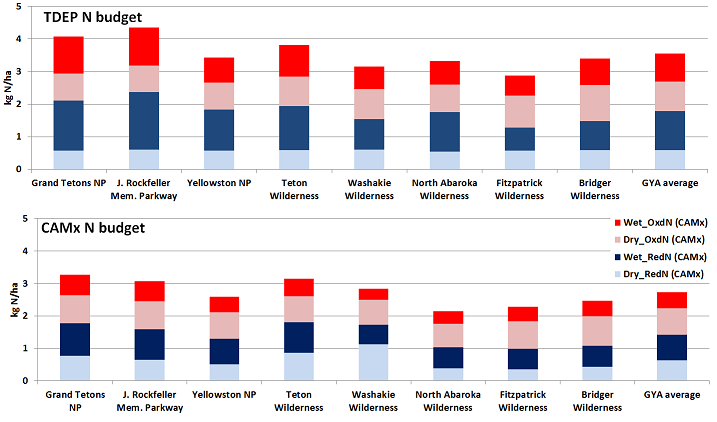 TDEP N budget
kg N/ha
5
4
3
2
1
0
Grand Tetons NP
J. Rockfeller
Mem. Parkway
Yellowston NP
Teton
Wilderness
Washakie
Wilderness
North Abaroka
Wilderness
Fitzpatrick
Wilderness
Bridger
Wilderness
GYA average
CAMx N budget
kg N/ha
5
4
3
2
1
0
Wet_OxdN (CAMx)
Dry_OxdN (CAMx)
Wet_RedN (CAMx)
Dry_RedN (CAMx)
Grand Tetons
NP
J. Rockfeller
Mem. Parkway
Yellowston NP
Teton
Wilderness
Washakie
Wilderness
North Abaroka
Wilderness
Fitzpatrick
Wilderness
Bridger
Wilderness
GYA average